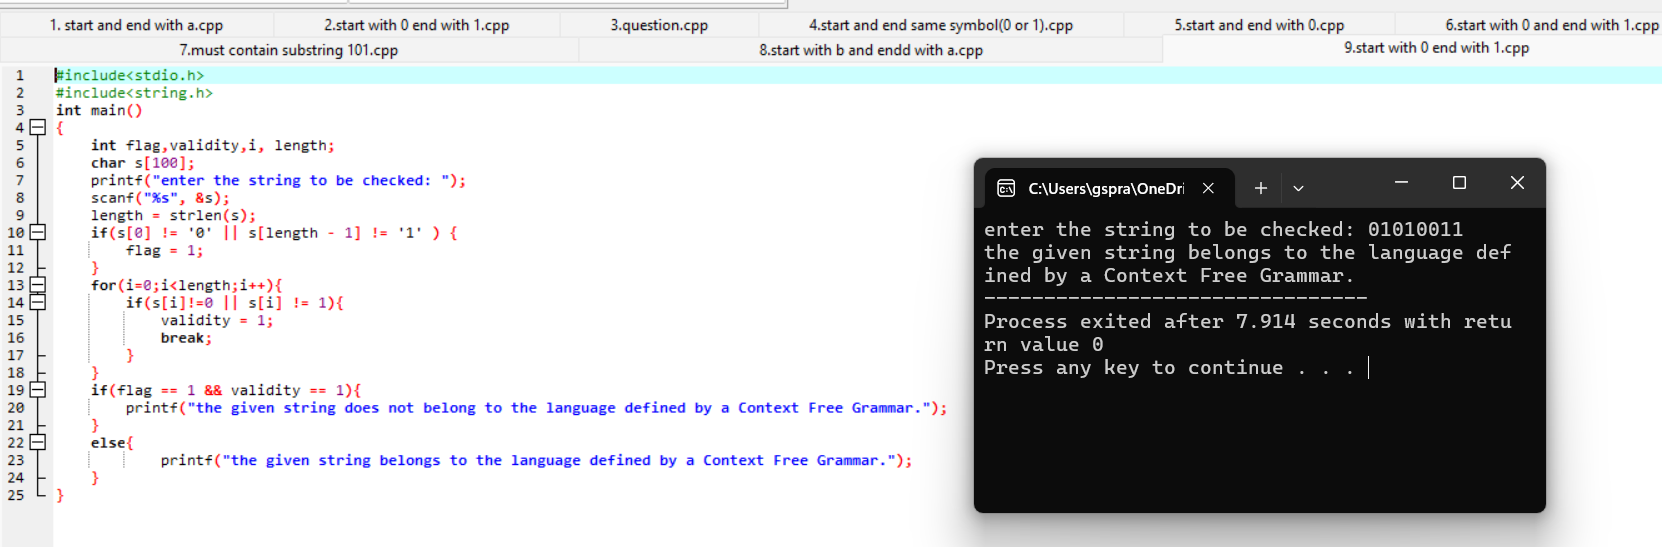 1. start and end with a.cpp
2.start with 0 end with 1.cpp
3.question.cpp
4.start and end same symbol(0 or 1).cpp
5.start and end with 0.cpp
6.start with 0 and end with 1.cpp
7.must contain substring 101.cpp
8.start with b and endd with a.cpp
9.start with 0 end with 1.cpp
1 #include<stdio.h>
2 #include<string.h>
3 int main()
4 {
5 int flag,validity,i, length;
6 char s[100];
7 printf("enter the string to be checked: ");
8 scanf("%s", &s);
9 length = strlen(s);
10 if(s[0] != '0' || s[length - 1] != '1' ) {
11 flag = 1;
12 }
13 for(i=0;i<length;i++){
14 if(s[i]!=0 || s[i] != 1){
15 validity = 1;
16 break;
17 }
18 }
19 if(flag == 1 && validity == 1){
20 printf("the given string does not belong to the language defined by a Context Free Grammar.");
21 }
22 else{
23 printf("the given string belongs to the language defined by a Context Free Grammar.");
24 }
25 }
C:\Users\gspra\OneDri
enter the string to be checked: 01010011
the given string belongs to the language def
ined by a Context Free Grammar.
--------------------------------
Process exited after 7.914 seconds with retu
rn value 0
Press any key to continue . . .